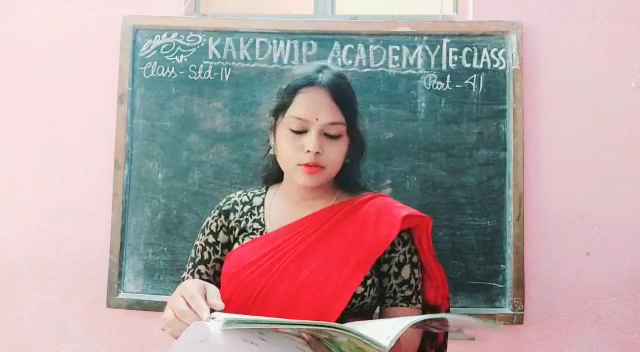 KAKDWIP ACADEMY E-CLASS
Class - Std - IV
Part - 41